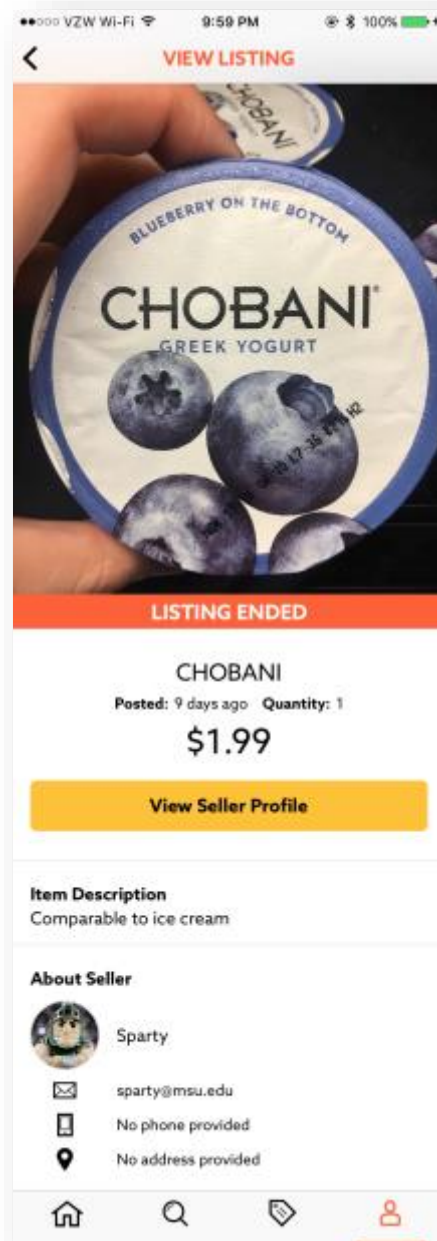 VZW Wi-Fi 9:59 PM 100%
VIEW LISTING
CHOBANI
BLUEBERRY ON THE BOTTOM
CHOBANI®
GREEK YOGURT
LISTING ENDED
CHOBANI
Posted: 9 days ago Quantity: 1
$1.99
View Seller Profile
Item Description
Comparable to ice cream
About Seller
Sparty
sparty@msu.edu
No phone provided
No address provided